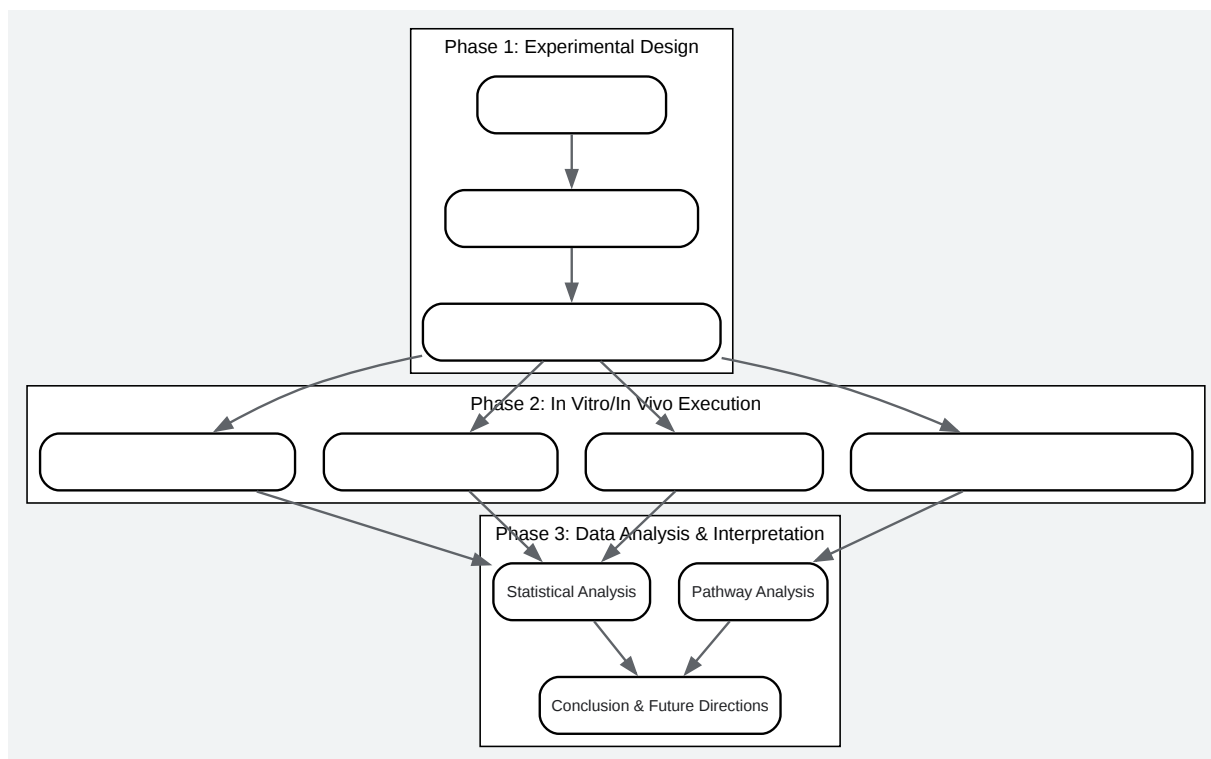 Phase 1: Experimental Design
Phase 2: In Vitro/In Vivo Execution
Phase 3: Data Analysis & Interpretation
Statistical Analysis
Pathway Analysis
Conclusion & Future Directions